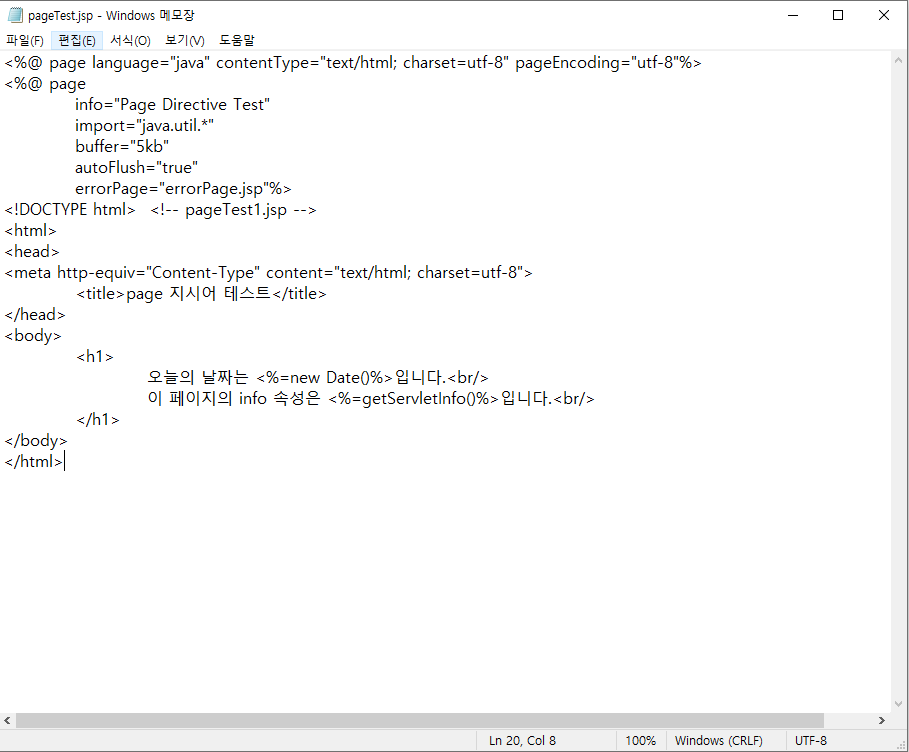 pageTest.jsp - Windows 메모장
파일(F) 편집(E) 서식(O) 보기(V) 도움말
<%@ page language="java" contentType="text/html; charset=utf-8" pageEncoding="utf-8"%>
<%@ page
info="Page Directive Test"
import="java.util.*"
buffer="5kb"
autoFlush="true"
errorPage="errorPage.jsp"%>
<!DOCTYPE html> <!-- pageTest1.jsp -->
<html>
<head>
<meta http-equiv="Content-Type" content="text/html; charset=utf-8">
<title>page 지시어 테스트</title>
</head>
<body>
<h1>
오늘의 날짜는 <%=new Date()%>입니다.<br/>
이 페이지의 info 속성은 <%=getServletInfo()%>입니다.<br/>
</h1>
</body>
</html>
Ln 20, Col 8 100% Windows (CRLF) UTF-8